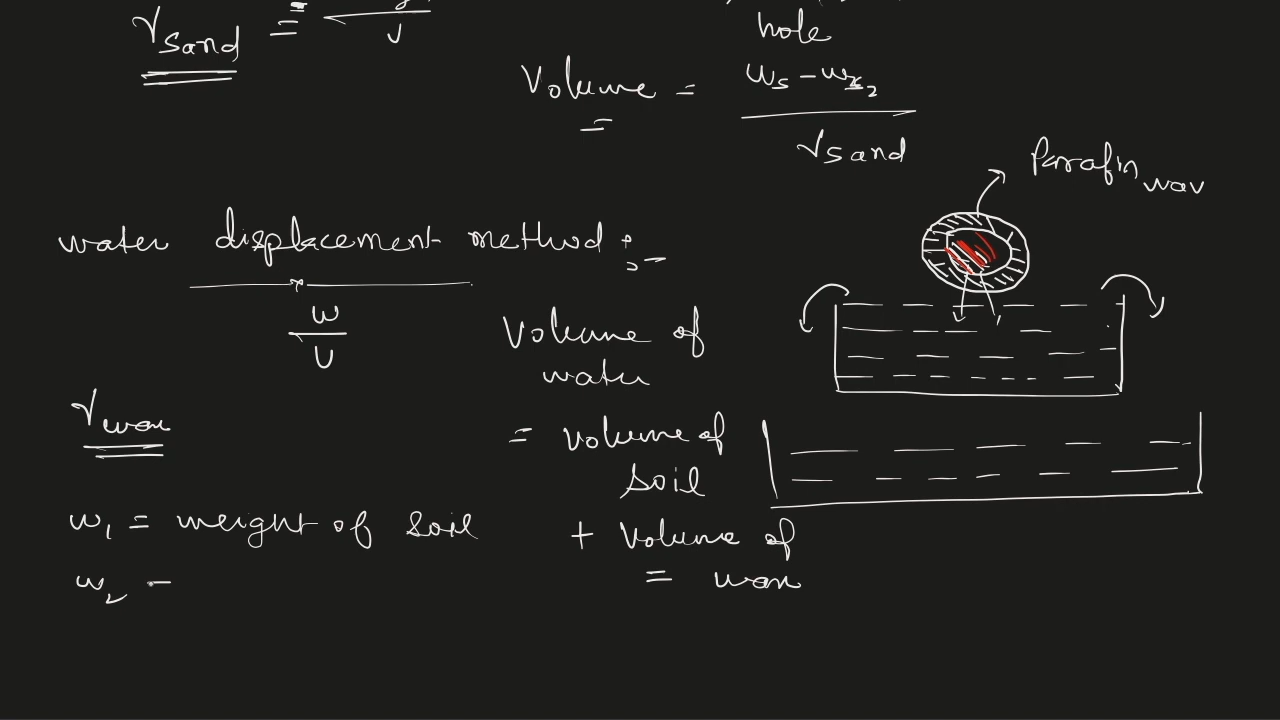 γsand =
v
hole
Volume = ws - w
γsand
Parafin wax
water displacement method :-
w
v
Volume of
water
γwax
= volume of
soil
w1 = weight of soil
+ Volume of
w2 =
= wax